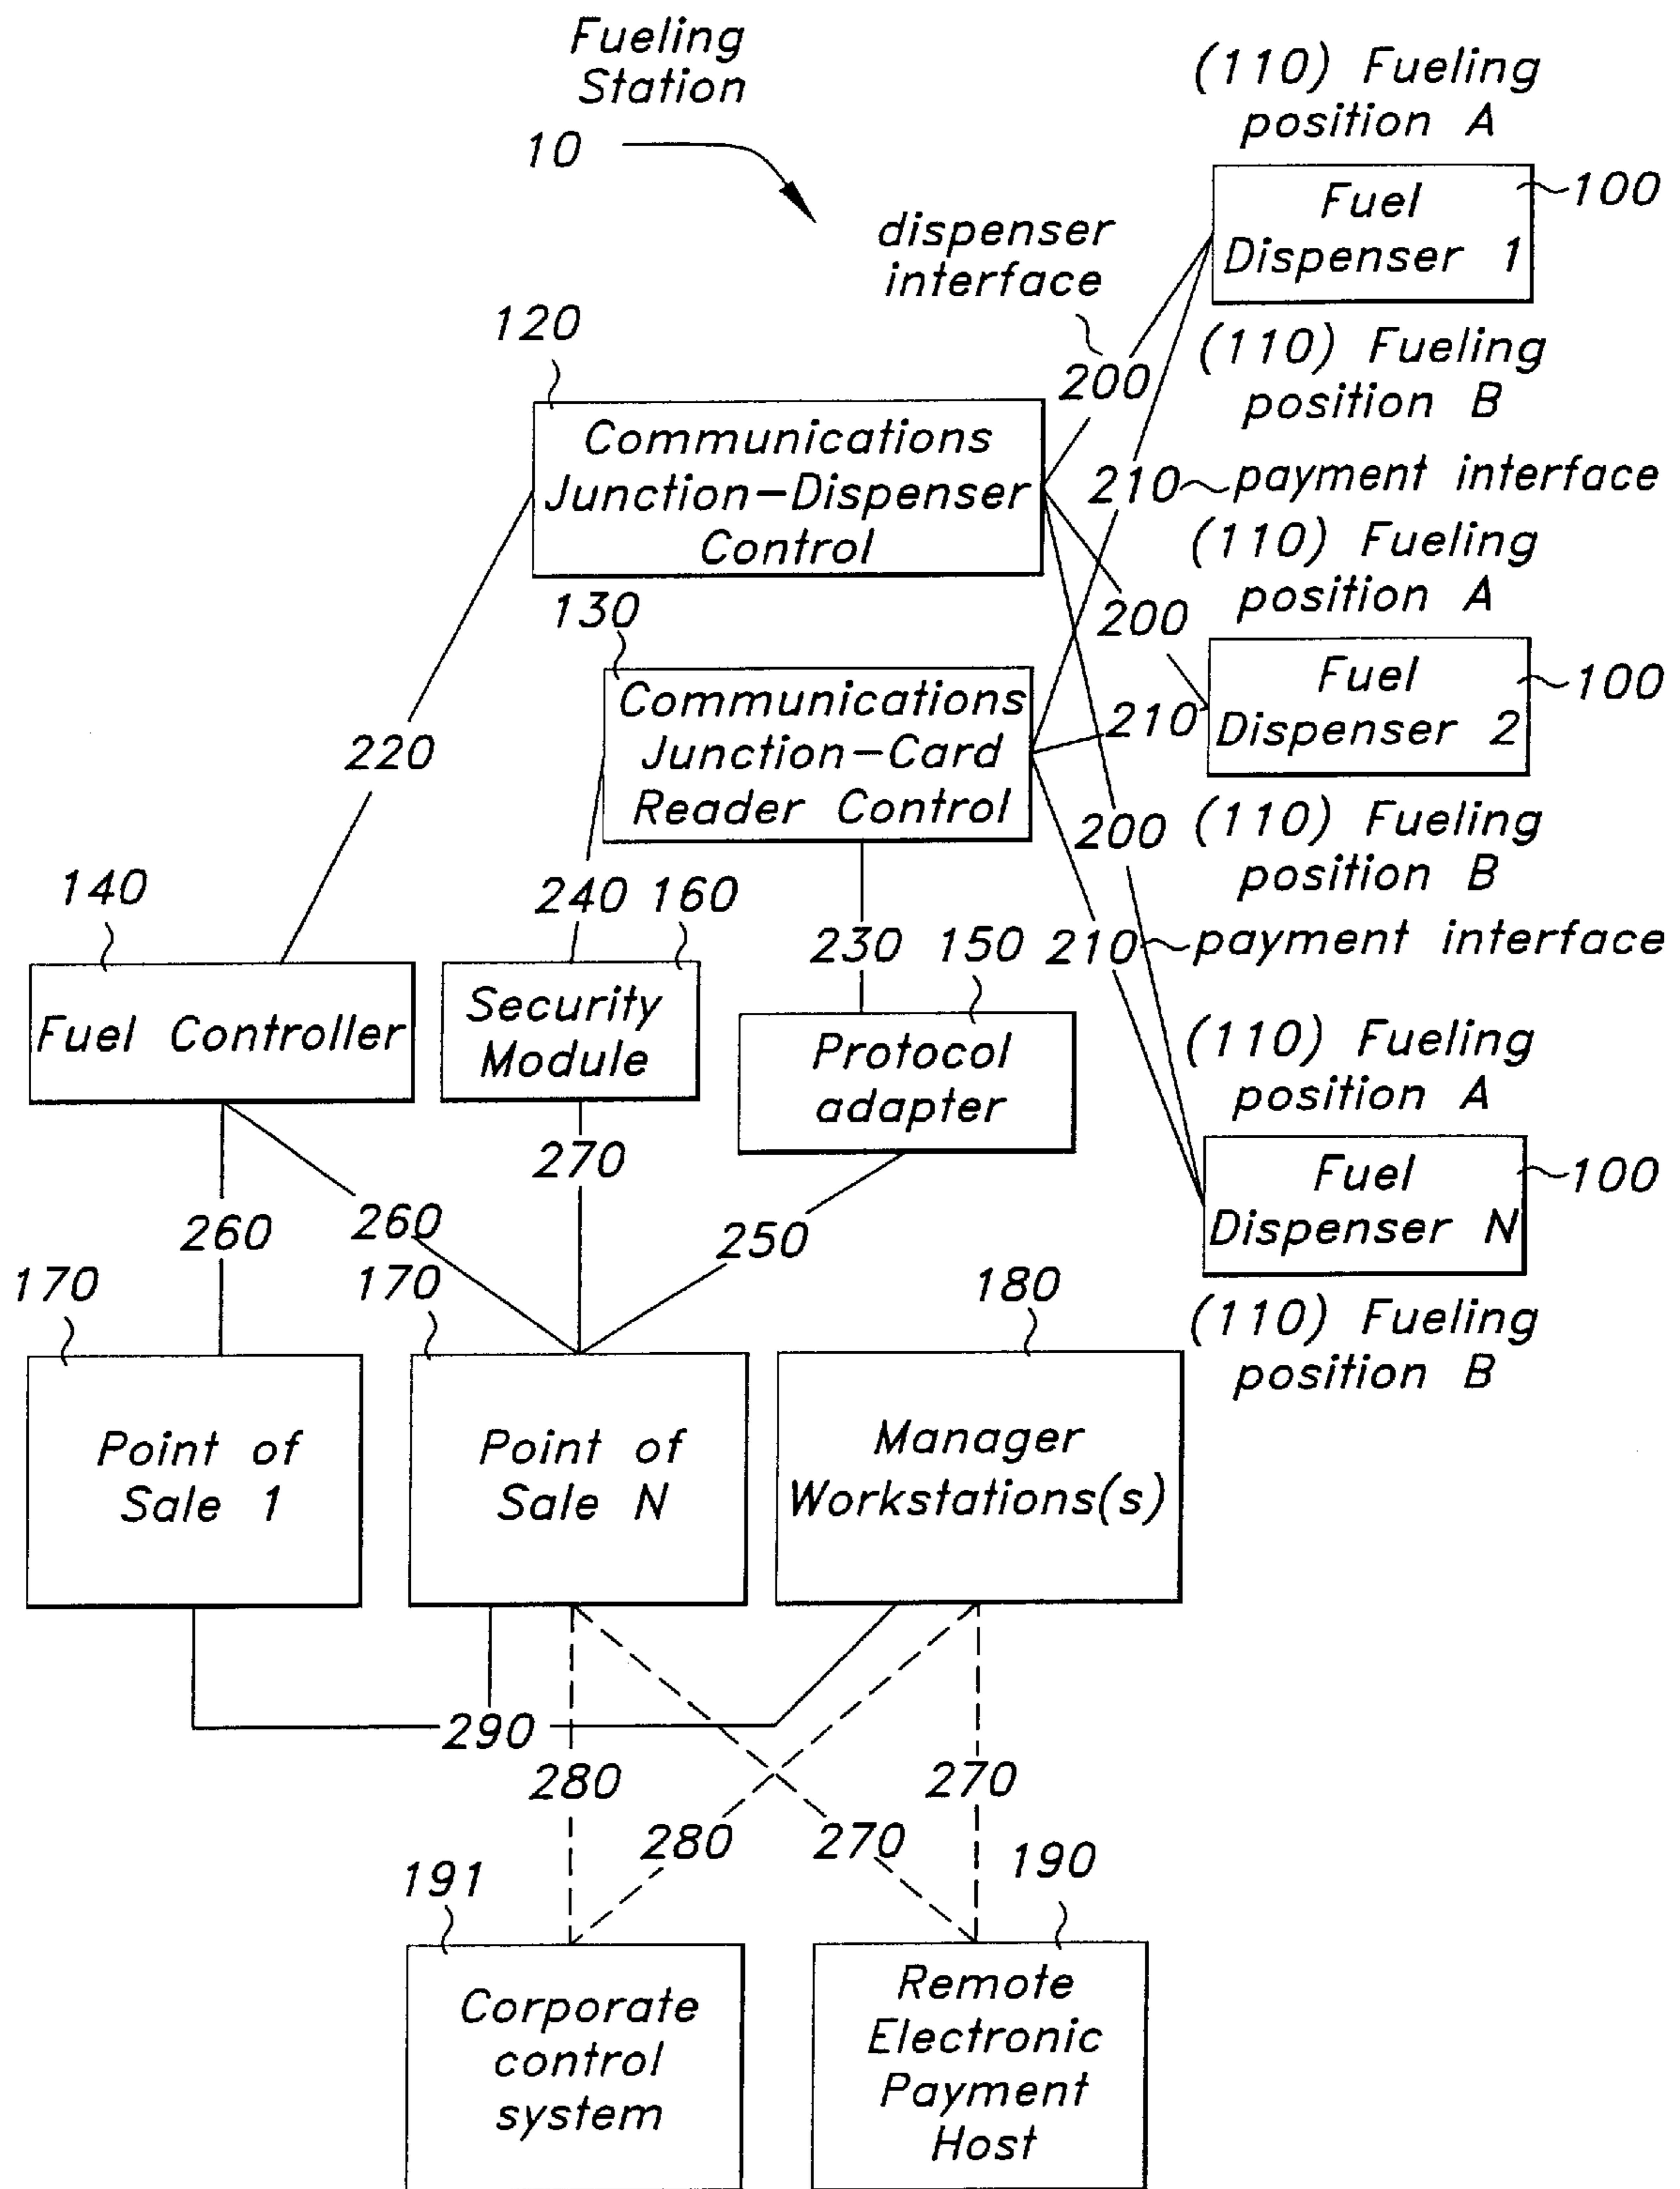 Fueling
Station
10
(110) Fueling
position A
Fuel
Dispenser 1
100
dispenser
interface
200
(110) Fueling
position B
120
Communications
Junction-Dispenser
Control
210
payment interface
(110) Fueling
position A
200
130
Communications
Junction-Card
Reader Control
210
Fuel
Dispenser 2
100
220
200
(110) Fueling
position B
140
240
160
230
150
210
payment interface
Fuel Controller
Security
Module
Protocol
adapter
(110) Fueling
position A
Fuel
Dispenser N
100
260
260
270
250
170
170
180
(110) Fueling
position B
Point of
Sale 1
Point of
Sale N
Manager
Workstations(s)
290
280
270
280
270
191
190
Corporate
control
system
Remote
Electronic
Payment
Host